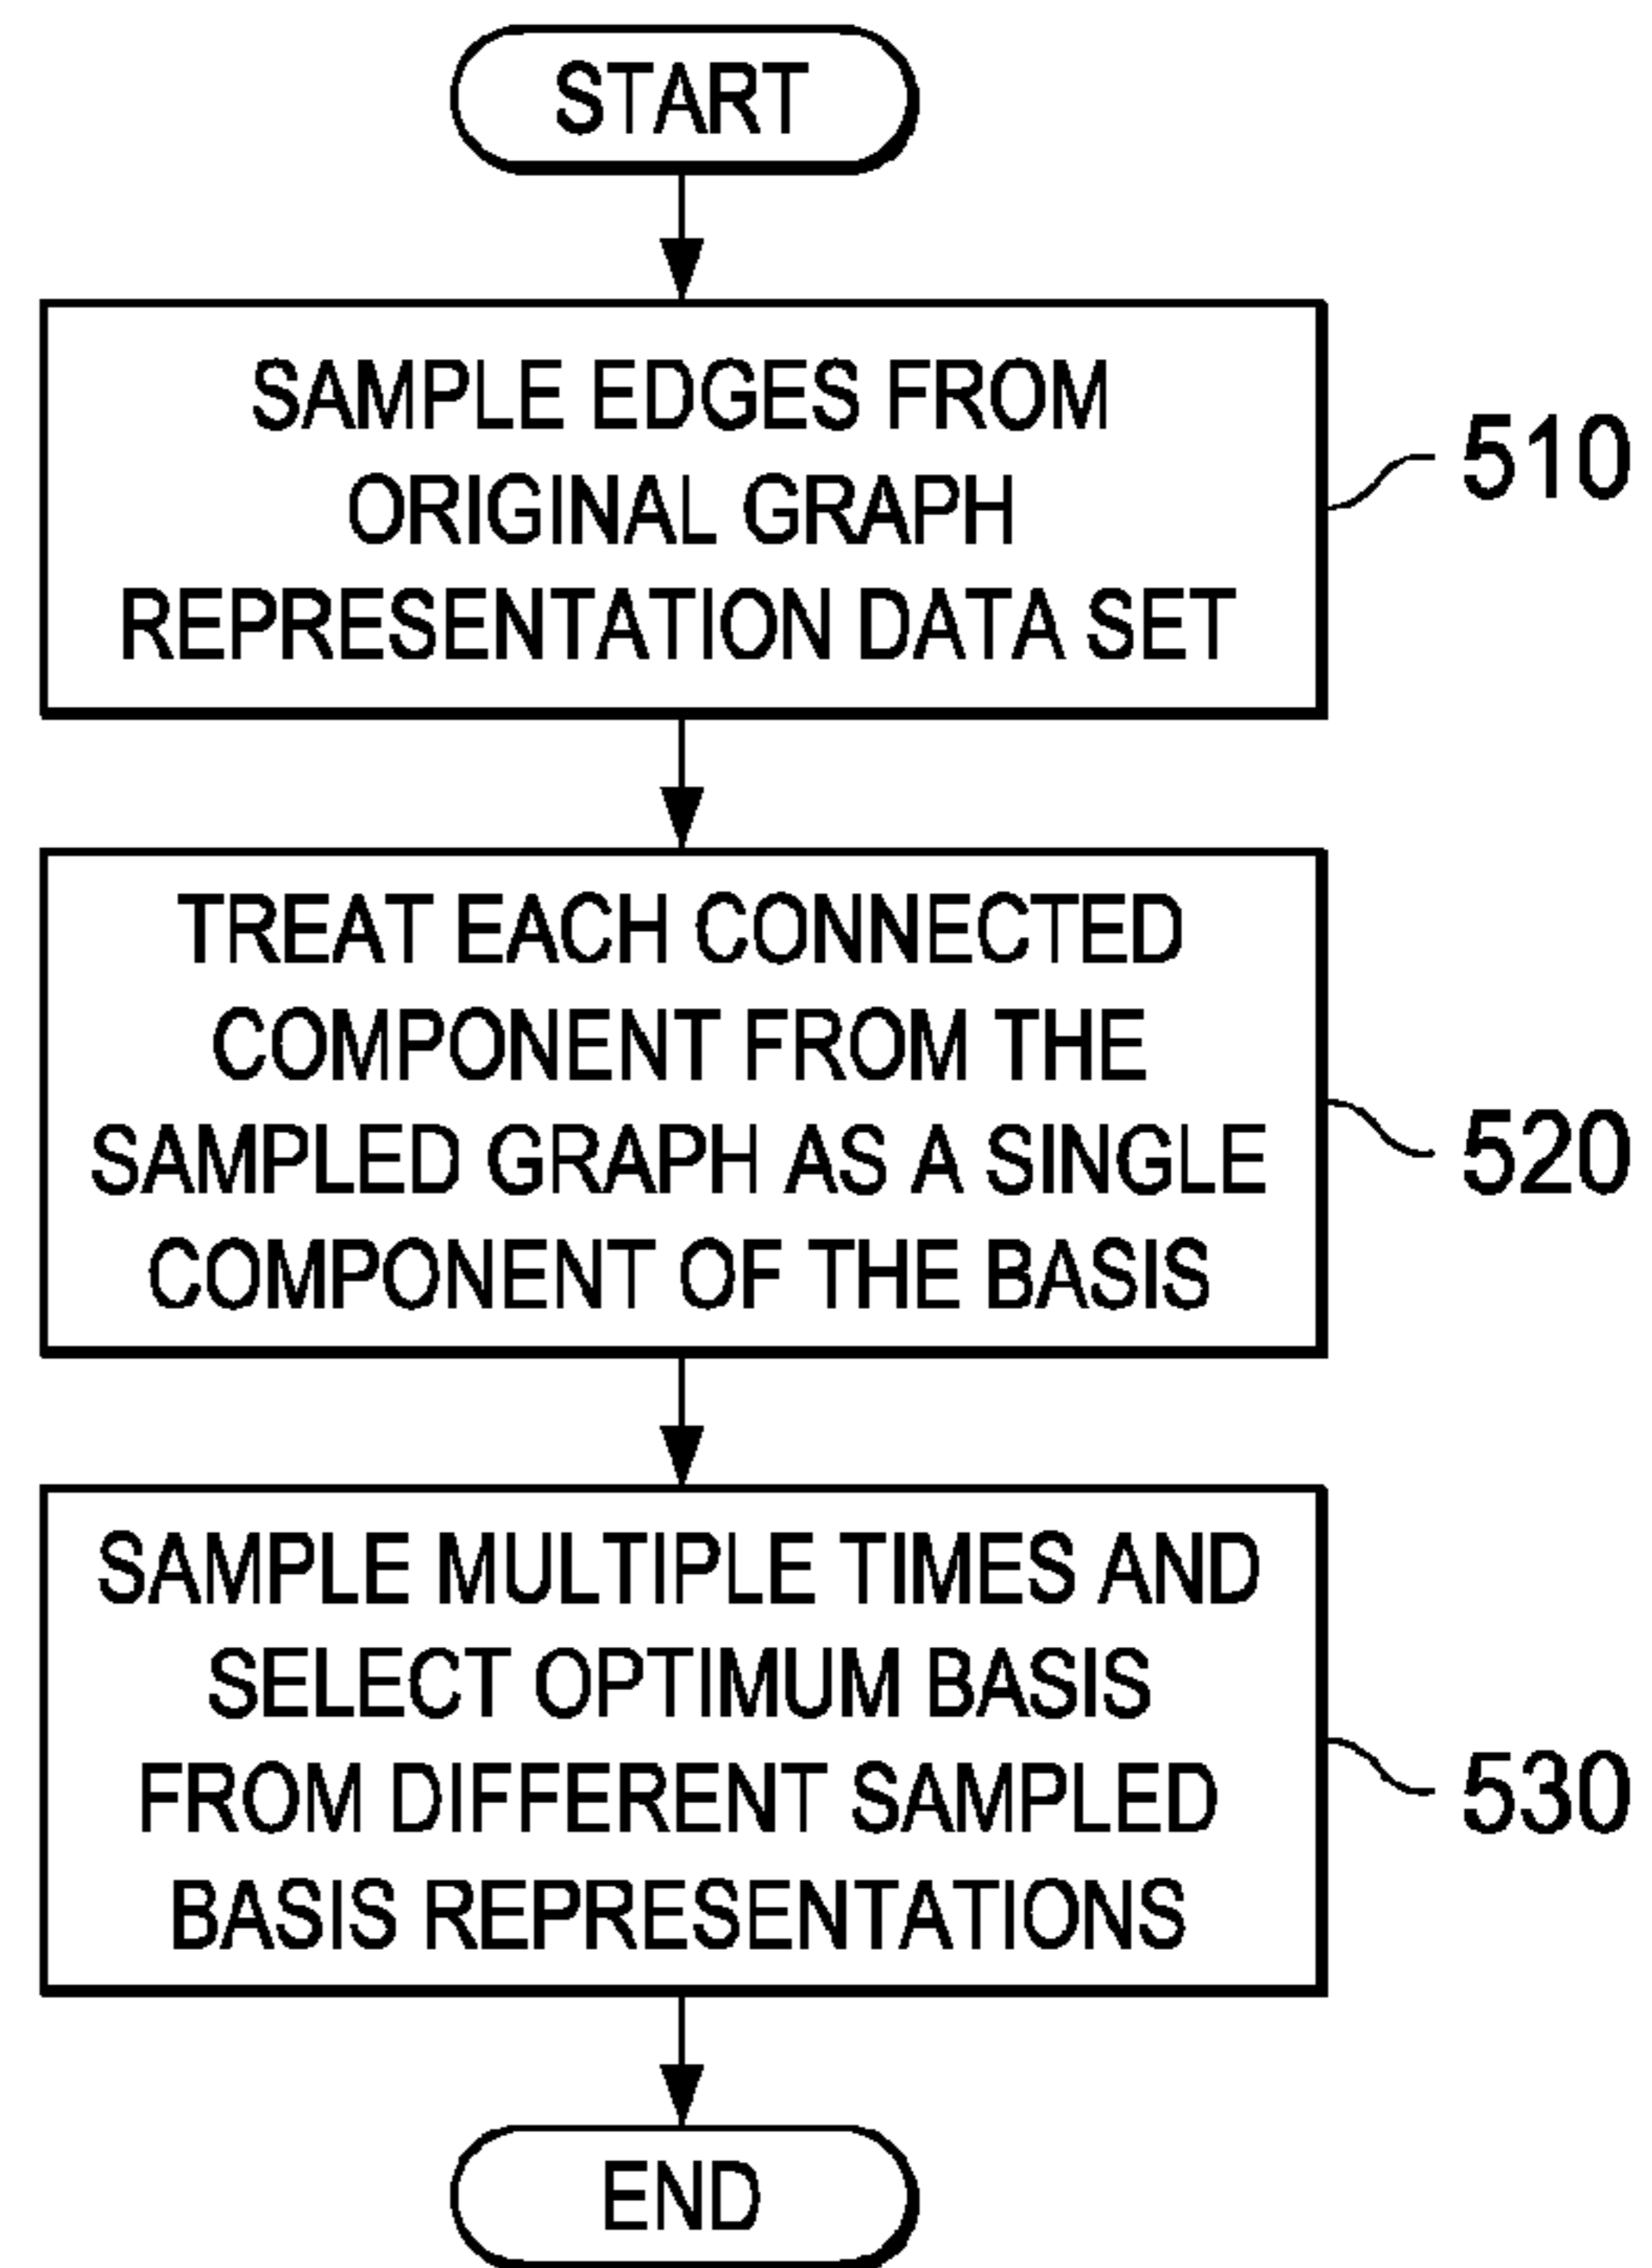 START
SAMPLE EDGES FROM
ORIGINAL GRAPH
REPRESENTATION DATA SET
510
TREAT EACH CONNECTED
COMPONENT FROM THE
SAMPLED GRAPH AS A SINGLE
COMPONENT OF THE BASIS
520
SAMPLE MULTIPLE TIMES AND
SELECT OPTIMUM BASIS
FROM DIFFERENT SAMPLED
BASIS REPRESENTATIONS
530
END